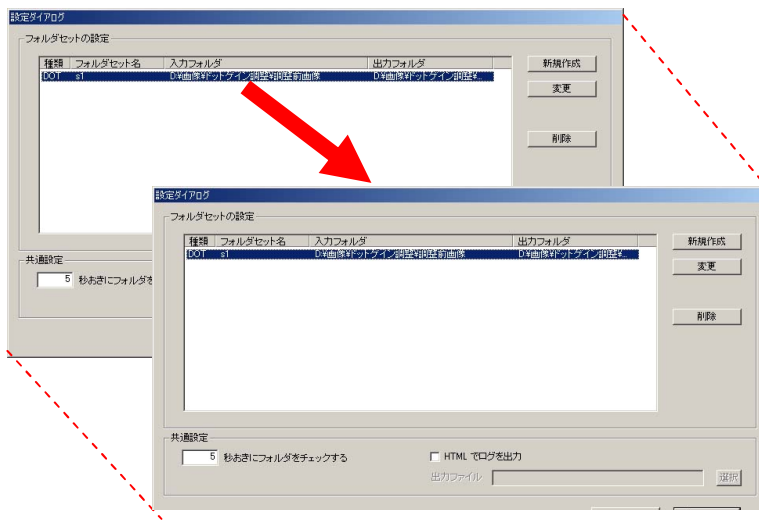 設定ダイアログ
フォルダセットの設定
種類 フォルダセット名 入力フォルダ 出力フォルダ
DOT s1 D:¥画像¥ドットゲイン調整¥調整前画像 D:¥画像¥ドットゲイン調整¥...
新規作成
変更
削除
共通設定
5 秒おきにフォルダを
設定ダイアログ
フォルダセットの設定
種類 フォルダセット名 入力フォルダ 出力フォルダ
DOT s1 D:¥画像¥ドットゲイン調整¥調整前画像 D:¥画像¥ドットゲイン調整¥...
新規作成
変更
削除
共通設定
5 秒おきにフォルダをチェックする
HTML でログを出力
出力ファイル
選択